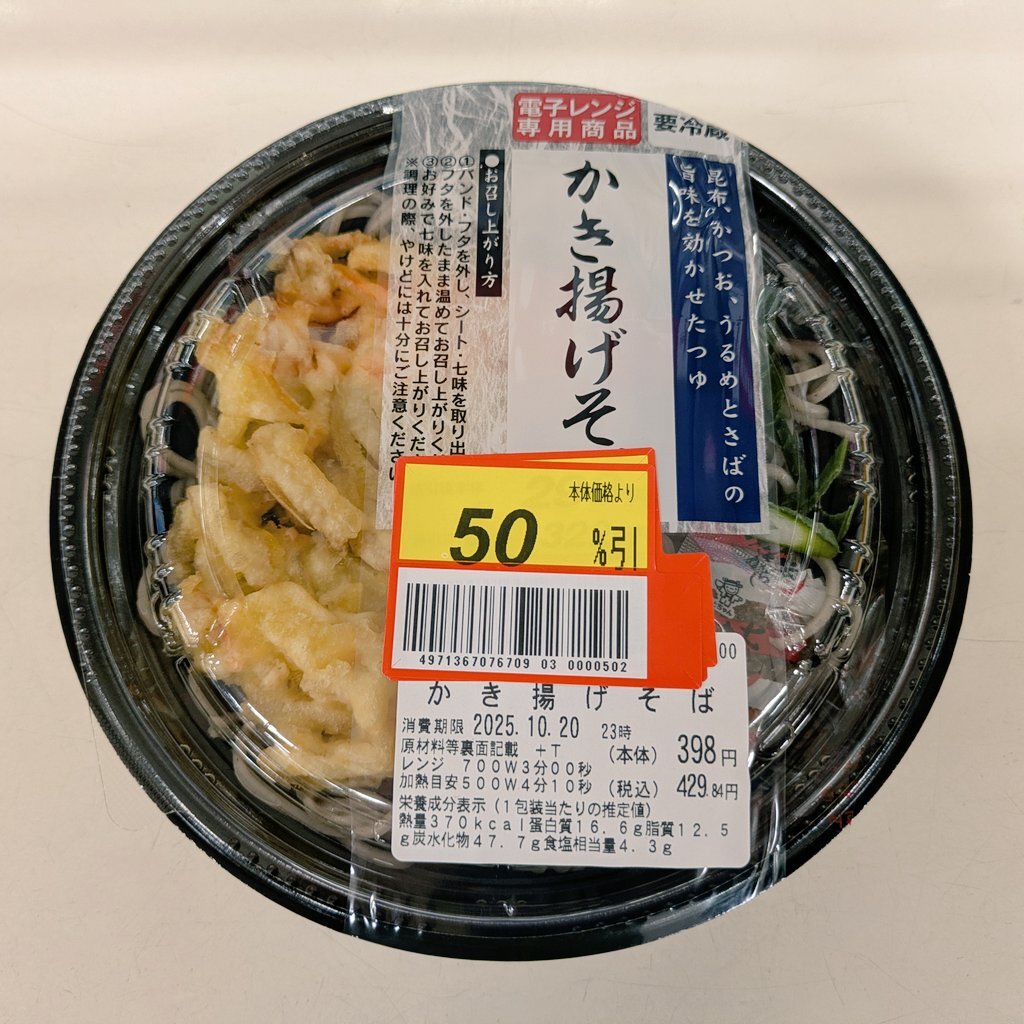 電子レンジ
専用商品
要冷蔵
昆布、かつお、うるめとさばの
旨味を効かせたつゆ
かき揚げそ
●お召し上がり方
①バンド・フタを外し、シート・七味を取り出
②フタを外したまま温めてお召し上がりく
③お好みで七味を入れてお召し上がりくだ
※調理の際、やけどには十分にご注意ください
本体価格より
50%引
4971367076709 03 0000502
00
かき揚げそば
消費期限 2025.10.20 23時
原材料等裏面記載 +T (本体) 398円
レンジ 700W3分00秒
加熱目安500W4分10秒 (税込) 429.84円
栄養成分表示(1包装当たりの推定値)
熱量370kcal蛋白質16.6g脂質12.5
g炭水化物47.7g食塩相当量4.3g